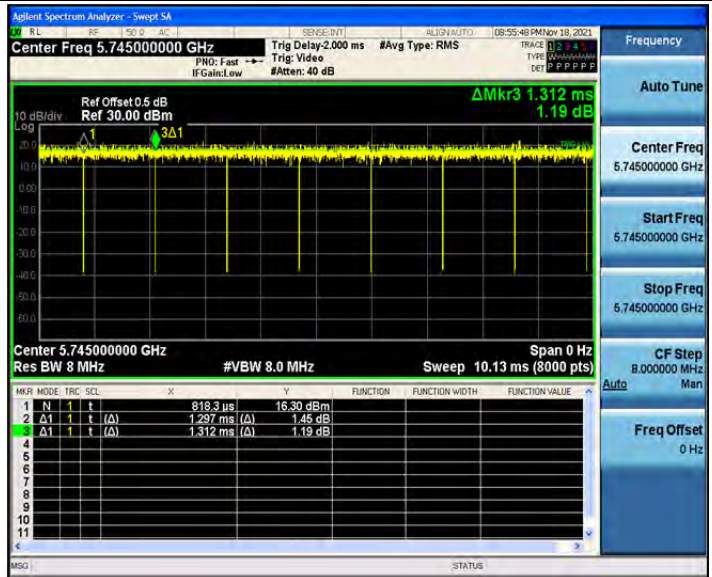 Agilent Spectrum Analyzer - Swept SA
RL RF 50 Ω AC SENSE:INT ALIGN AUTO 08:55:48 PM Nov 18, 2021
Center Freq 5.745000000 GHz
PNO: Fast
IFGain:Low
Trig Delay-2.000 ms
Trig: Video
#Atten: 40 dB
#Avg Type: RMS
TRACE 1 2 3 4 5 6
TYPE
DET P P P P P P
Frequency
ΔMkr3 1.312 ms
1.19 dB
Ref Offset 0.5 dB
10 dB/div Ref 30.00 dBm
Log
1
3Δ1
20.0
10.0
0.00
-10.0
-20.0
-30.0
-40.0
-50.0
-60.0
Center 5.745000000 GHz Span 0 Hz
Res BW 8 MHz #VBW 8.0 MHz Sweep 10.13 ms (8000 pts)
MKR MODE TRC SCL X Y FUNCTION FUNCTION WIDTH FUNCTION VALUE
1 N 1 t 818.3 µs 16.30 dBm
2 Δ1 1 t (Δ) 1.297 ms (Δ) 1.45 dB
3 Δ1 1 t (Δ) 1.312 ms (Δ) 1.19 dB
4
5
6
7
8
9
10
11
MSG STATUS
Auto Tune
Center Freq
5.745000000 GHz
Start Freq
5.745000000 GHz
Stop Freq
5.745000000 GHz
CF Step
8.000000 MHz
Auto Man
Freq Offset
0 Hz